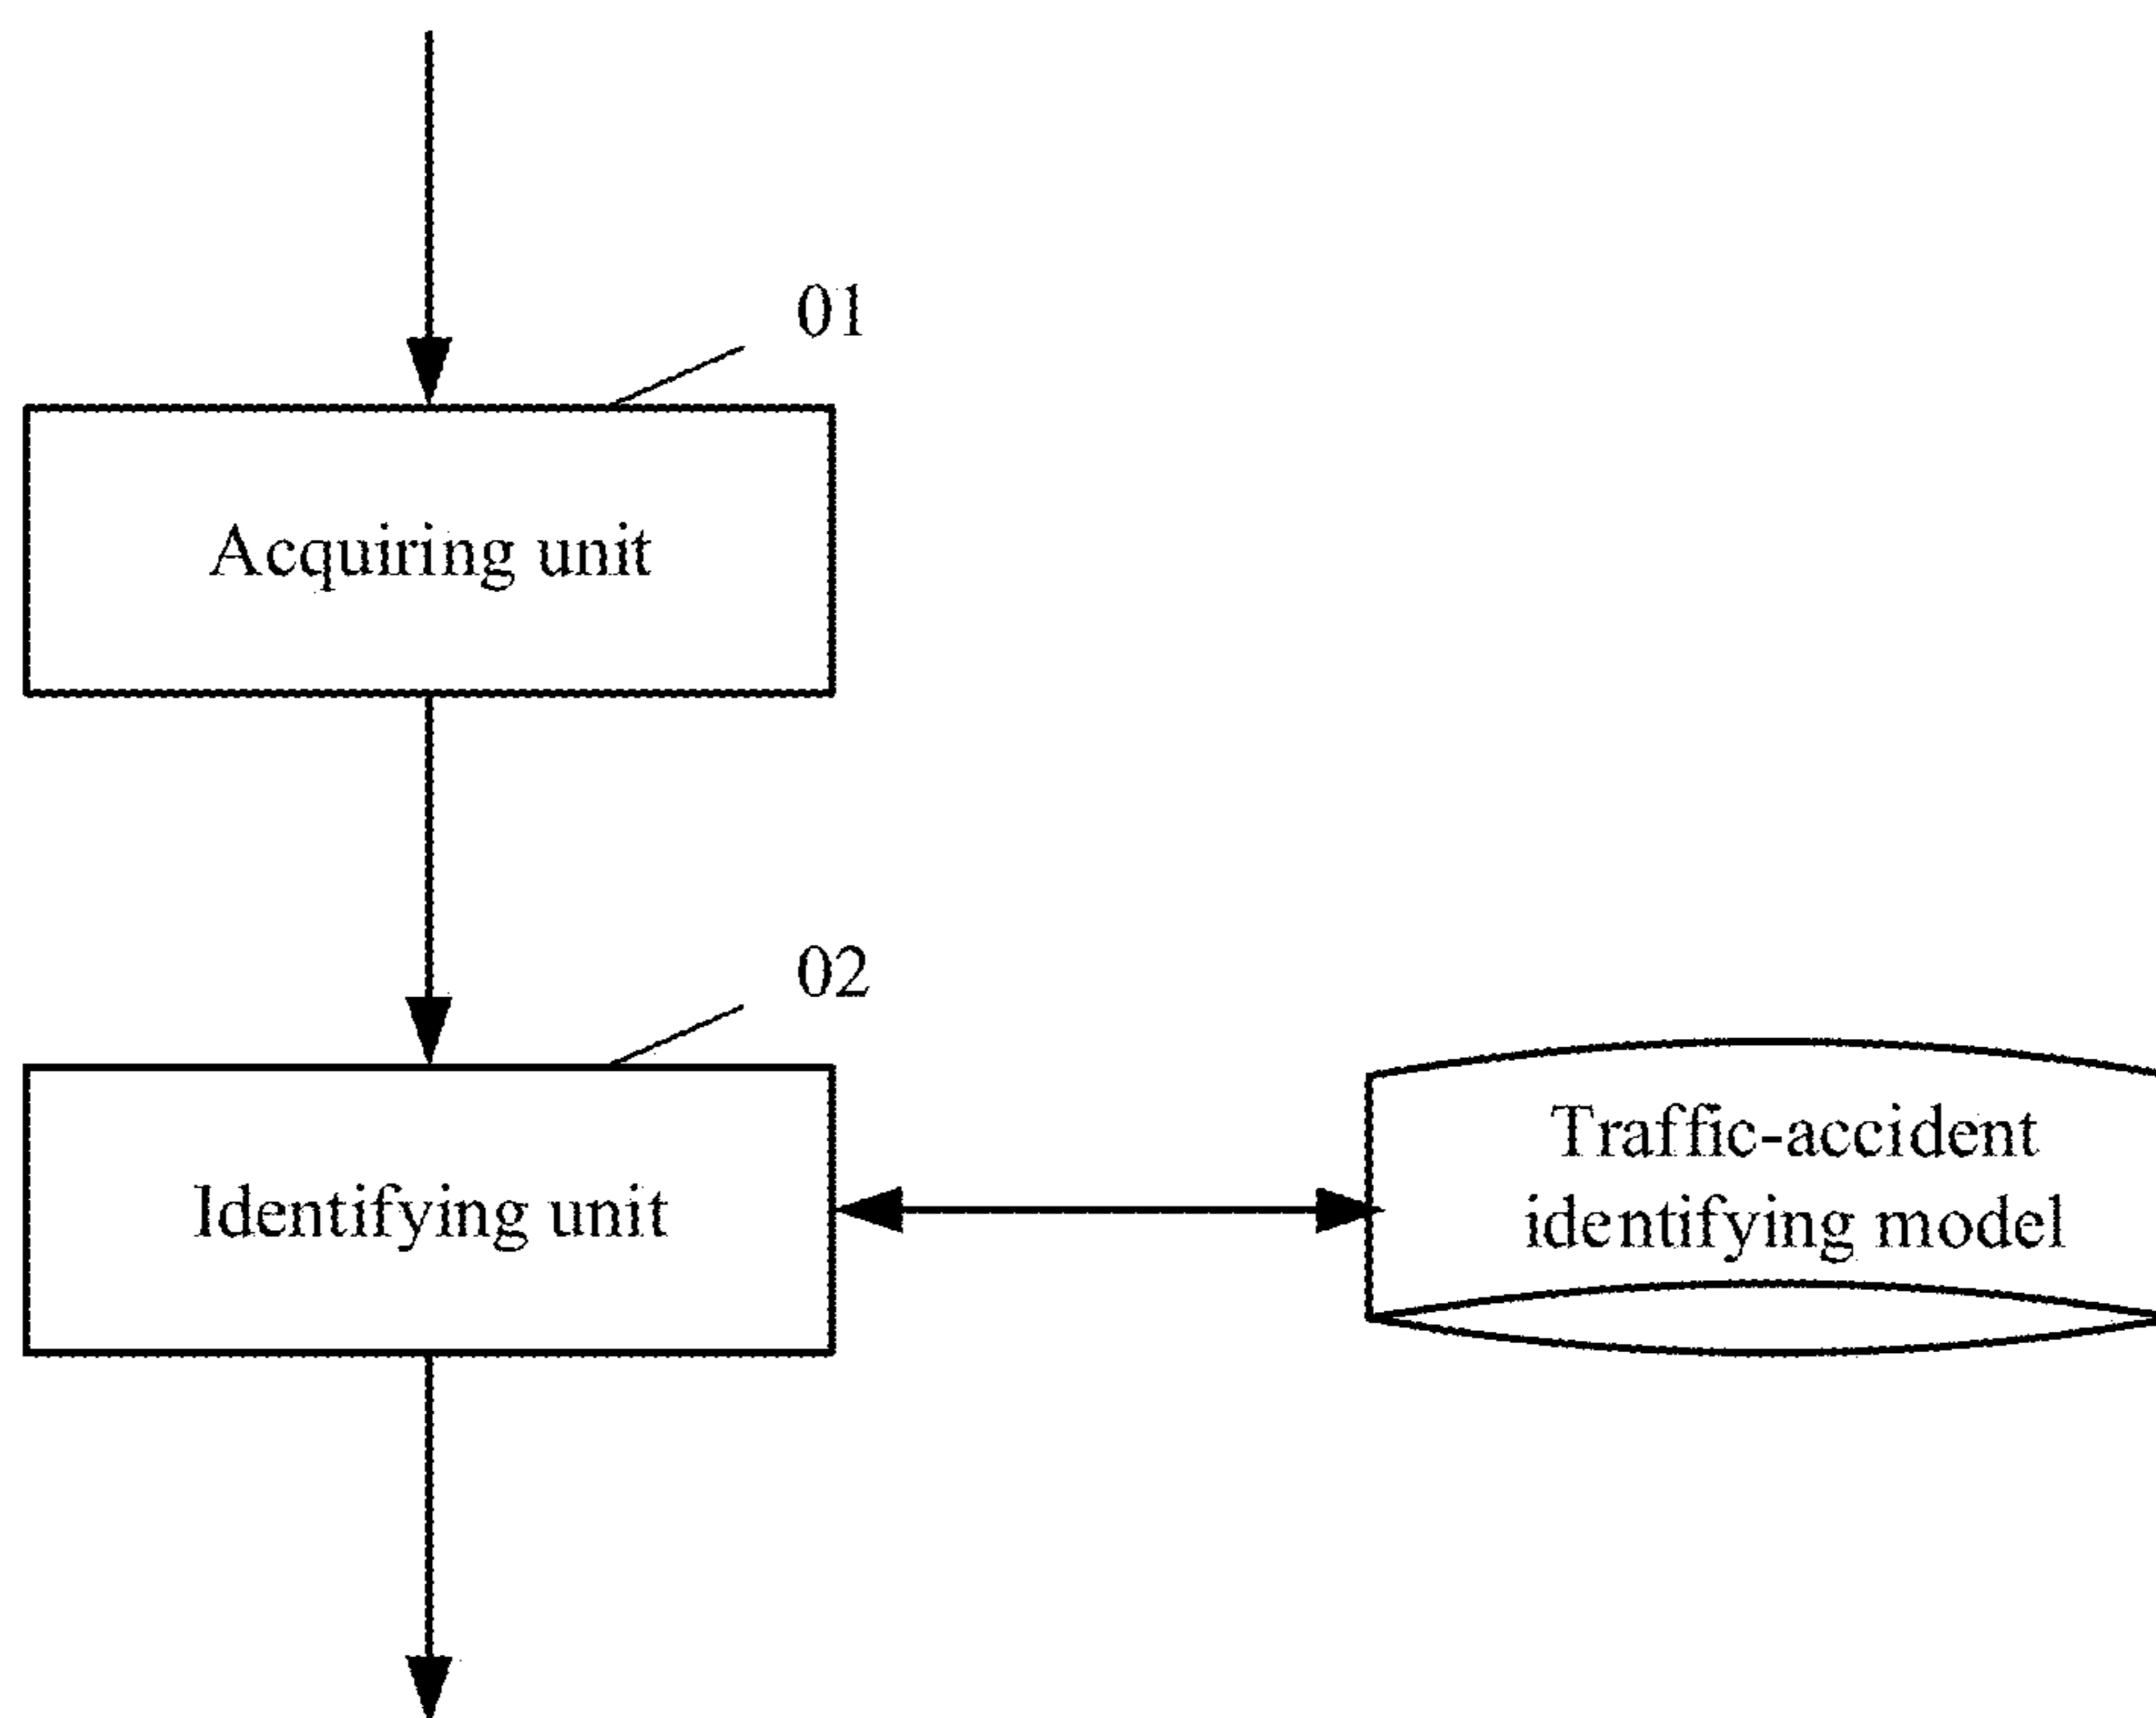 01
Acquiring unit
02
Identifying unit
Traffic-accident
identifying model